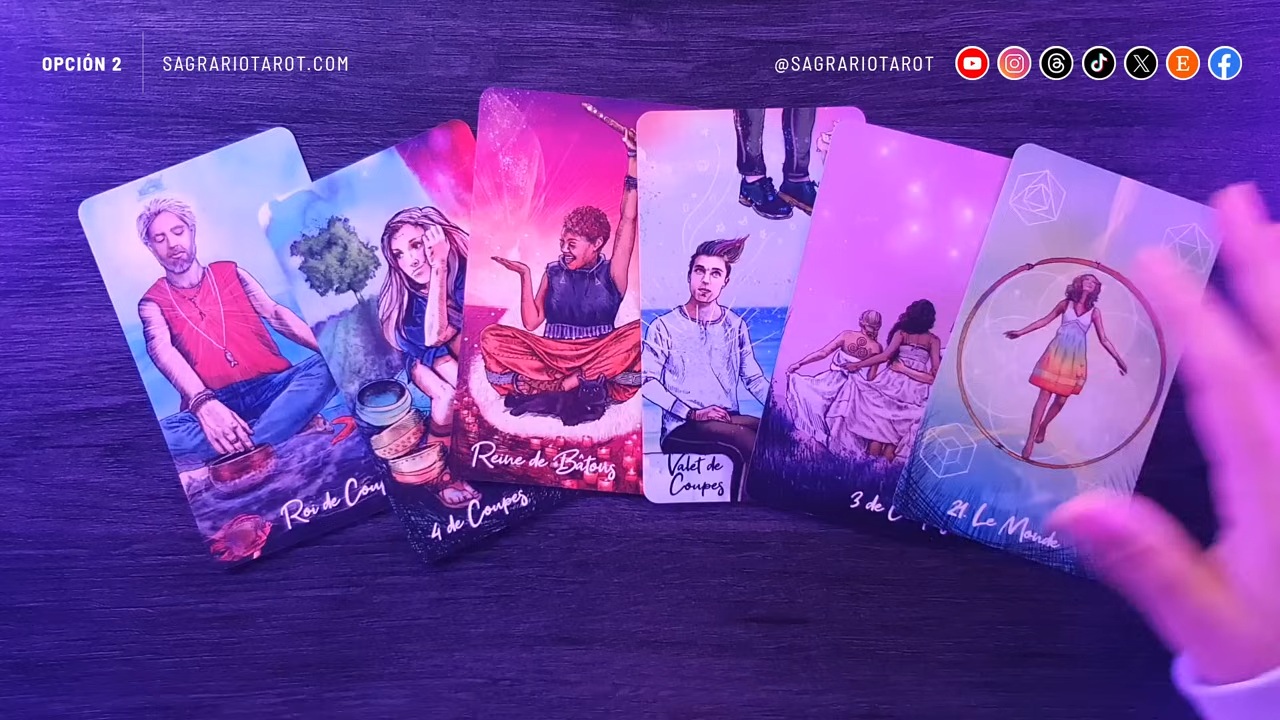 OPCIÓN 2
SAGRARIOTAROT.COM
@SAGRARIOTAROT
Roi de
4 de Coupes
Reine de Bâtons
Valet de
Coupes
3 de
21. Le Monde